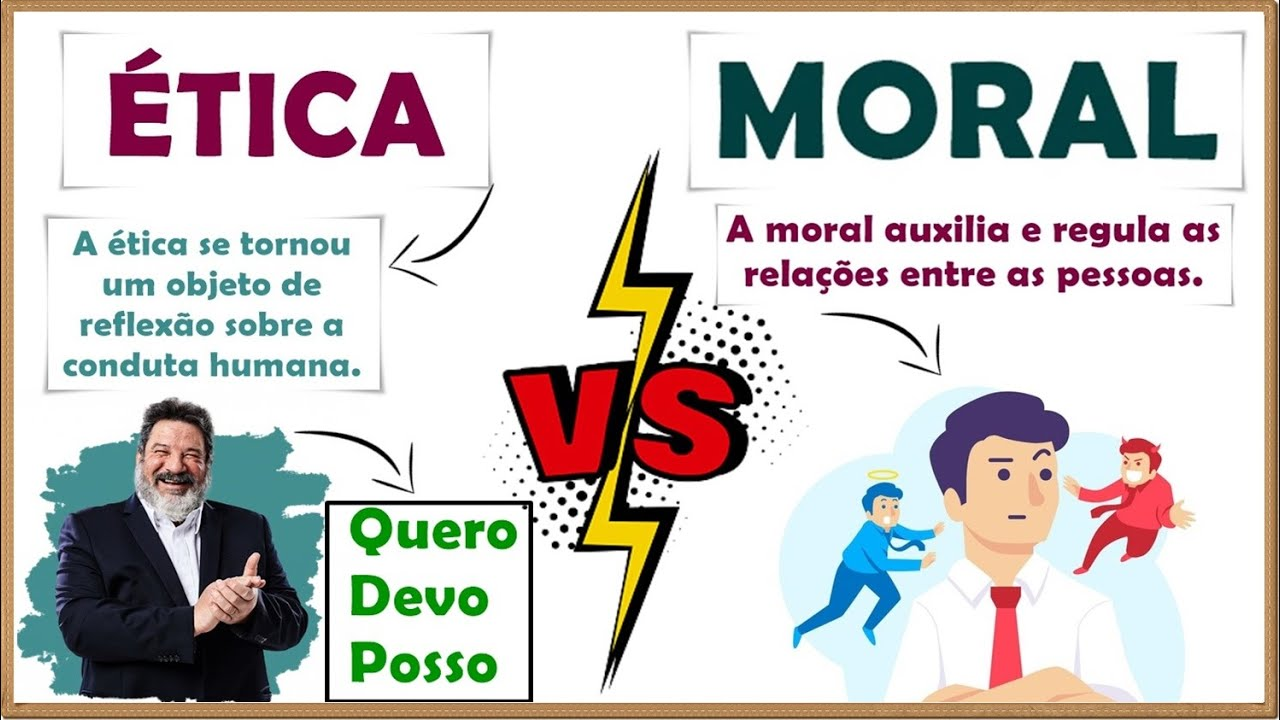 ÉTICA
A ética se tornou
um objeto de
reflexão sobre a
conduta humana.
Quero
Devo
Posso
VS
MORAL
A moral auxilia e regula as
relações entre as pessoas.